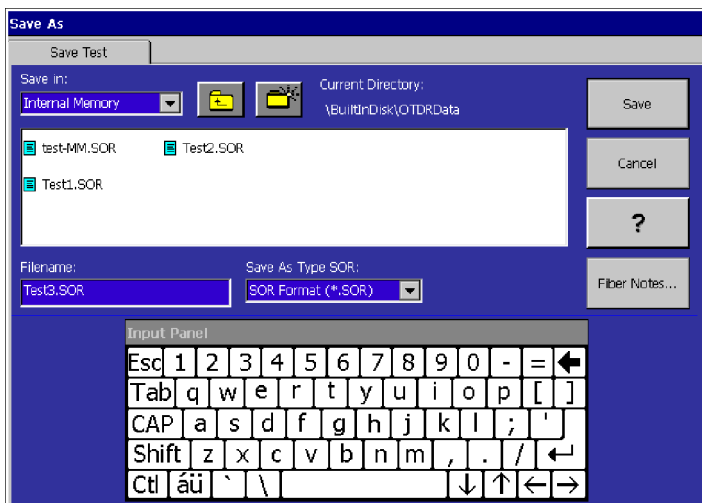 Save As
Save Test
Save in:
Internal Memory
Current Directory:
\BuiltInDisk\OTDRData
Save
test-MM.SOR
Test2.SOR
Test1.SOR
Cancel
?
Filename:
Test3.SOR
Save As Type SOR:
SOR Format (*.SOR)
Fiber Notes...
Input Panel
Esc 1 2 3 4 5 6 7 8 9 0 - =
Tab q w e r t y u i o p [ ]
CAP a s d f g h j k l ; '
Shift z x c v b n m , . /
Ctl áü ` \